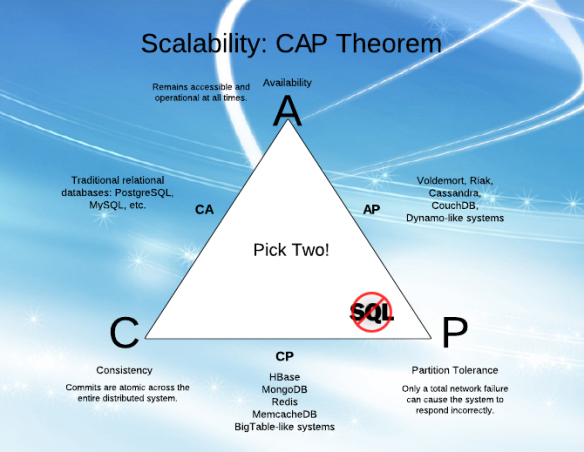 Scalability: CAP Theorem
Remains accessible and
operational at all times.
Availability
A
Traditional relational
databases: PostgreSQL,
MySQL, etc.
CA
AP
Voldemort, Riak,
Cassandra,
CouchDB,
Dynamo-like systems
Pick Two!
SQL
C
P
Consistency
Commits are atomic across the
entire distributed system.
CP
HBase
MongoDB
Redis
MemcacheDB
BigTable-like systems
Partition Tolerance
Only a total network failure
can cause the system to
respond incorrectly.